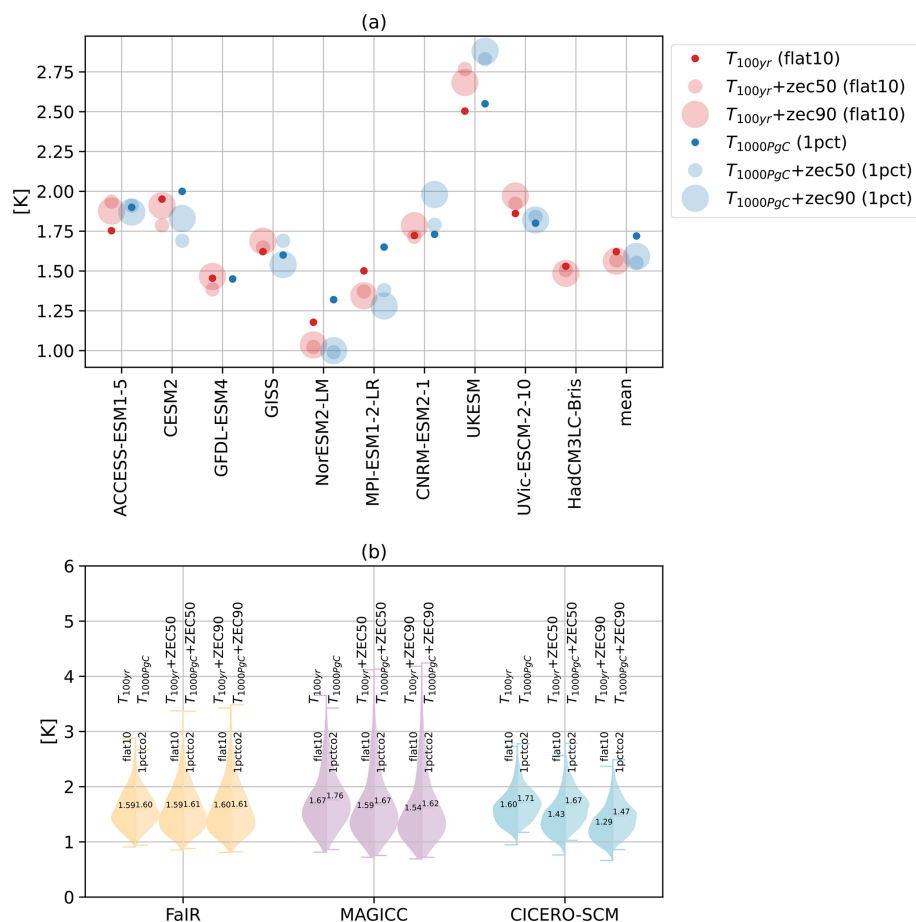 (a)
[K]
2.75
2.50
2.25
2.00
1.75
1.50
1.25
1.00
ACCESS-ESM1-5
CESM2
GFDL-ESM4
GISS
NorESM2-LM
MPI-ESM1-2-LR
CNRM-ESM2-1
UKESM
UVic-ESCM-2-10
HadCM3LC-Bris
mean
T100yr (flat10)
T100yr+zec50 (flat10)
T100yr+zec90 (flat10)
T1000PgC (1pct)
T1000PgC+zec50 (1pct)
T1000PgC+zec90 (1pct)
(b)
[K]
6
5
4
3
2
1
0
T100yr
T1000PgC
T100yr+ZEC50
T1000PgC+ZEC50
T100yr+ZEC90
T1000PgC+ZEC90
flat10
1pctco2
flat10
1pctco2
flat10
1pctco2
1.59 1.60
1.59 1.61
1.60 1.61
T100yr
T1000PgC
T100yr+ZEC50
T1000PgC+ZEC50
T100yr+ZEC90
T1000PgC+ZEC90
flat10
1pctco2
flat10
1pctco2
flat10
1pctco2
1.67 1.76
1.59 1.67
1.54 1.62
T100yr
T1000PgC
T100yr+ZEC50
T1000PgC+ZEC50
T100yr+ZEC90
T1000PgC+ZEC90
flat10
1pctco2
flat10
1pctco2
flat10
1pctco2
1.60 1.71
1.43 1.67
1.29 1.47
FaIR
MAGICC
CICERO-SCM